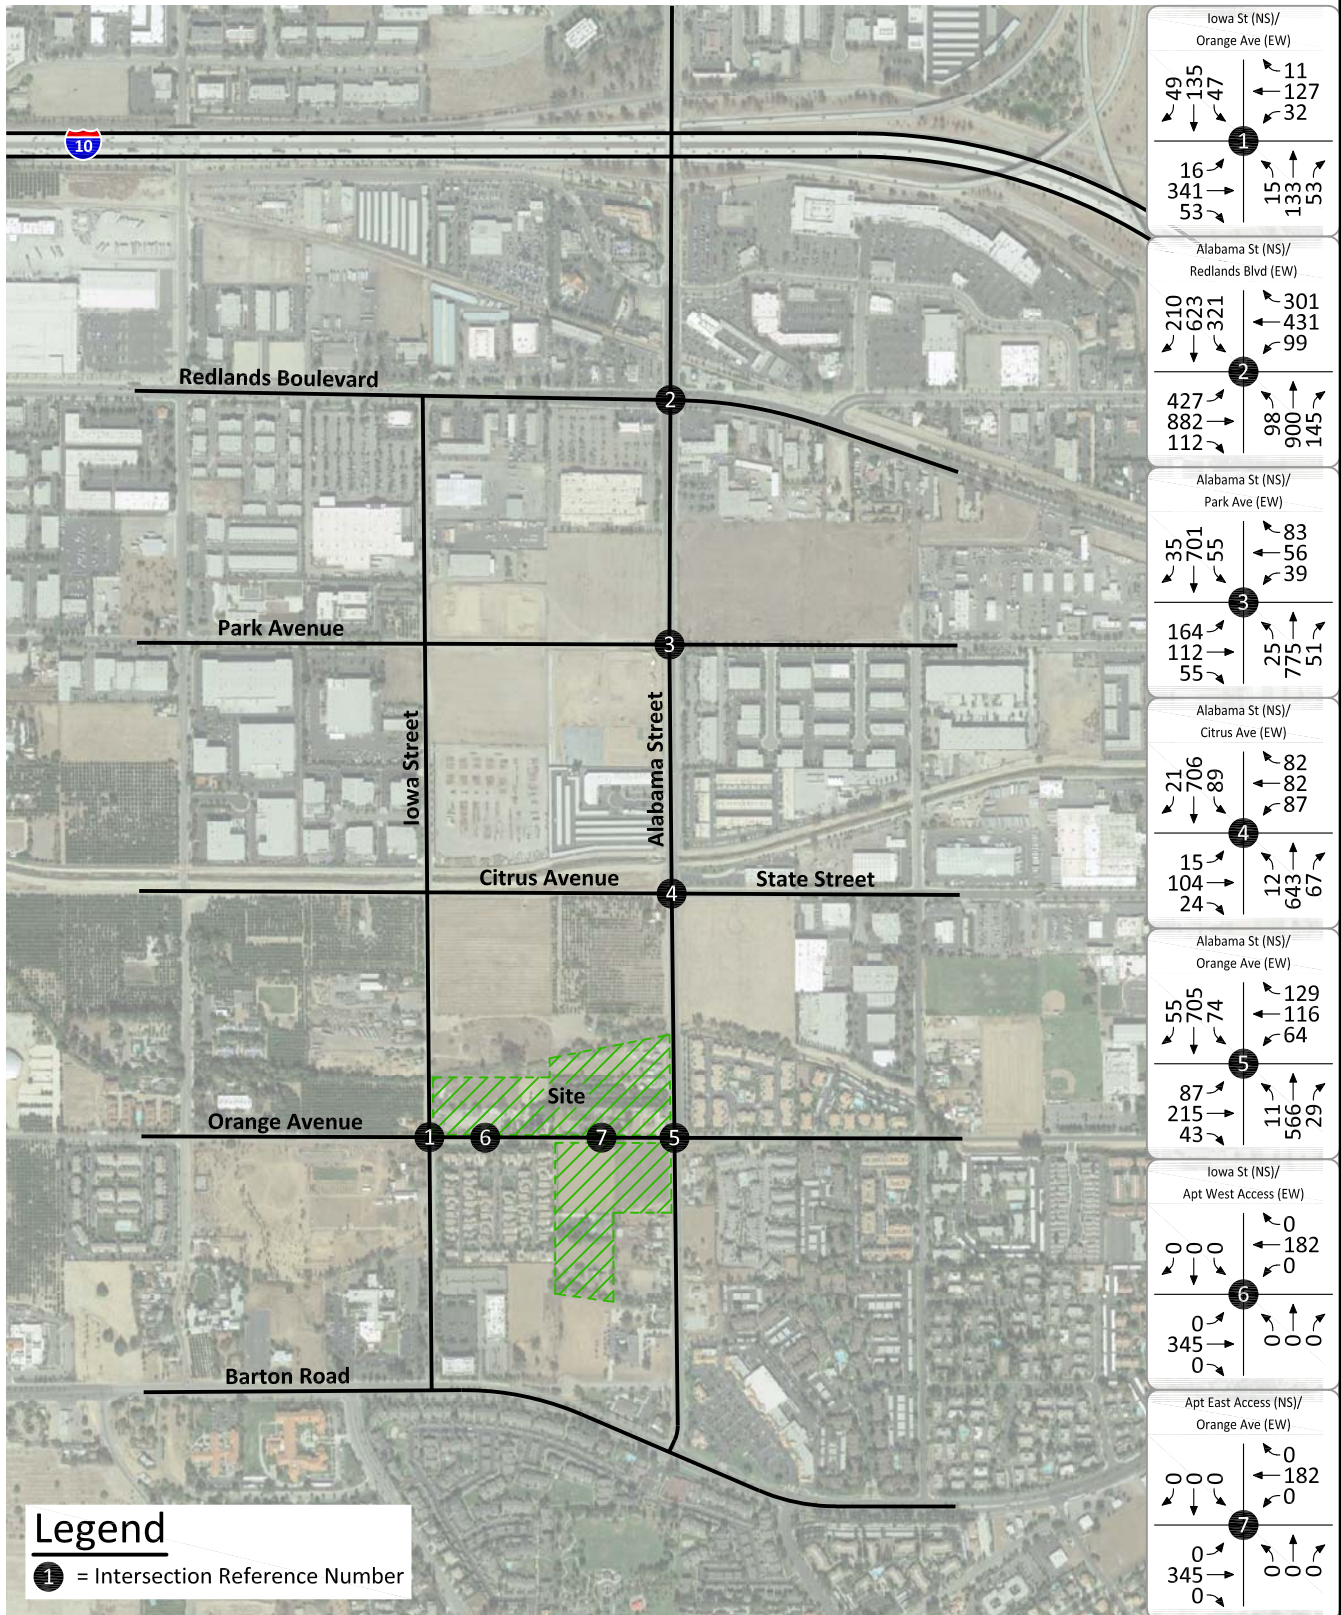 10
Redlands Boulevard
2
Park Avenue
3
Iowa Street
Alabama Street
Citrus Avenue
State Street
4
Site
Orange Avenue
1
6
7
5
Barton Road
Legend
1 = Intersection Reference Number
Iowa St (NS)/
Orange Ave (EW)
49 135 47
11
127
32
1
16
341
53
15 133 53
Alabama St (NS)/
Redlands Blvd (EW)
210 623 321
301
431
99
2
427
882
112
98 900 145
Alabama St (NS)/
Park Ave (EW)
35 701 55
83
56
39
3
164
112
55
25 775 51
Alabama St (NS)/
Citrus Ave (EW)
21 706 89
82
82
87
4
15
104
24
12 643 67
Alabama St (NS)/
Orange Ave (EW)
55 705 74
129
116
64
5
87
215
43
11 566 29
Iowa St (NS)/
Apt West Access (EW)
0 0 0
0
182
0
6
0
345
0
0 0 0
Apt East Access (NS)/
Orange Ave (EW)
0 0 0
0
182
0
7
0
345
0
0 0 0